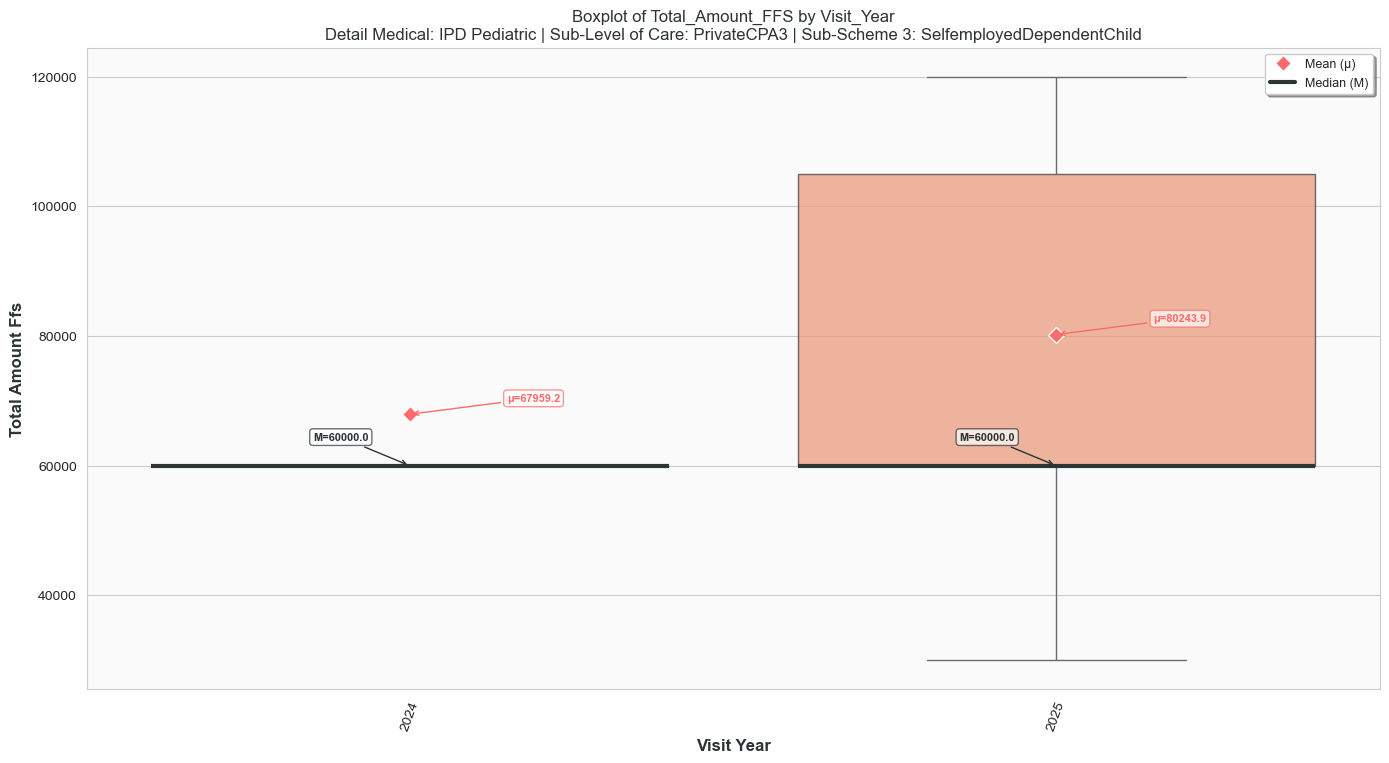 Boxplot of Total_Amount_FFS by Visit_Year
Detail Medical: IPD Pediatric | Sub-Level of Care: PrivateCPA3 | Sub-Scheme 3: SelfemployedDependentChild
Mean (μ)
Median (M)
120000
100000
80000
60000
40000
Total Amount Ffs
μ=80243.9
μ=67959.2
M=60000.0
M=60000.0
2024
2025
Visit Year